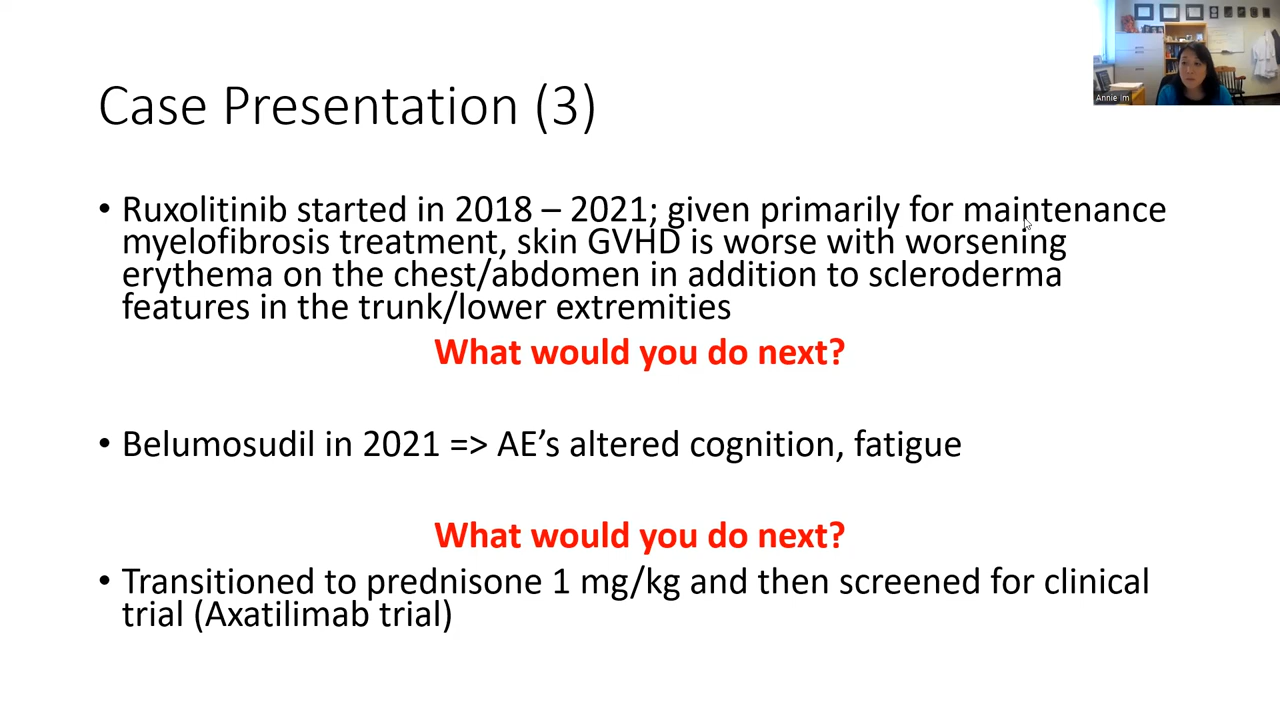 Annie Im
Case Presentation (3)
• Ruxolitinib started in 2018 – 2021; given primarily for maintenance
myelofibrosis treatment, skin GVHD is worse with worsening
erythema on the chest/abdomen in addition to scleroderma
features in the trunk/lower extremities
What would you do next?
• Belumosudil in 2021 => AE’s altered cognition, fatigue
What would you do next?
• Transitioned to prednisone 1 mg/kg and then screened for clinical
trial (Axatilimab trial)